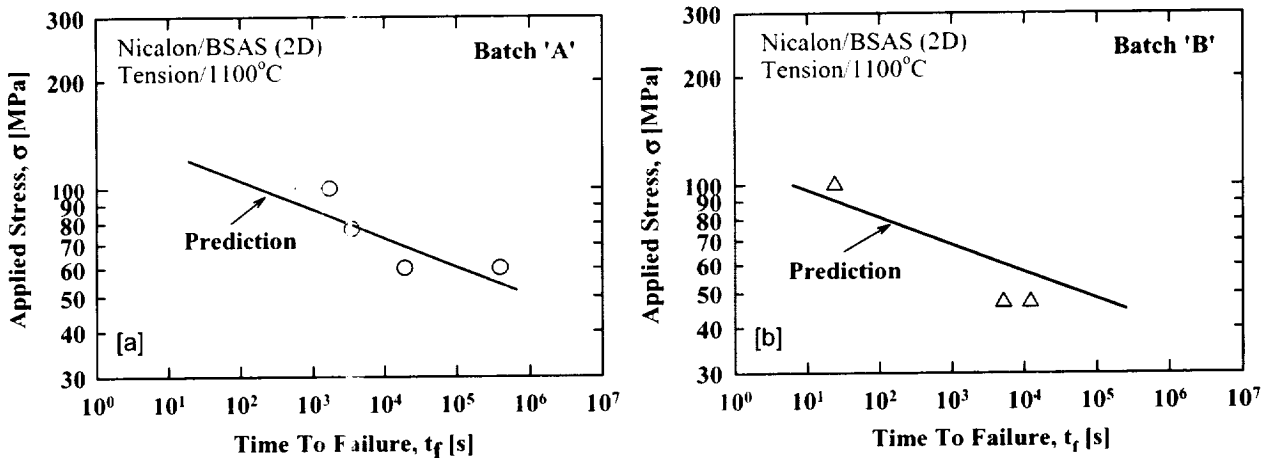 Nicalon/BSAS (2D)
Tension/1100°C
Batch 'A'
300
200
100
90
80
70
60
50
40
30
Applied Stress, σ [MPa]
Prediction
[a]
10⁰ 10¹ 10² 10³ 10⁴ 10⁵ 10⁶ 10⁷
Time To Failure, t_f [s]
Nicalon/BSAS (2D)
Tension/1100°C
Batch 'B'
300
200
100
90
80
70
60
50
40
30
Applied Stress, σ [MPa]
Prediction
[b]
10⁰ 10¹ 10² 10³ 10⁴ 10⁵ 10⁶ 10⁷
Time To Failure, t_f [s]